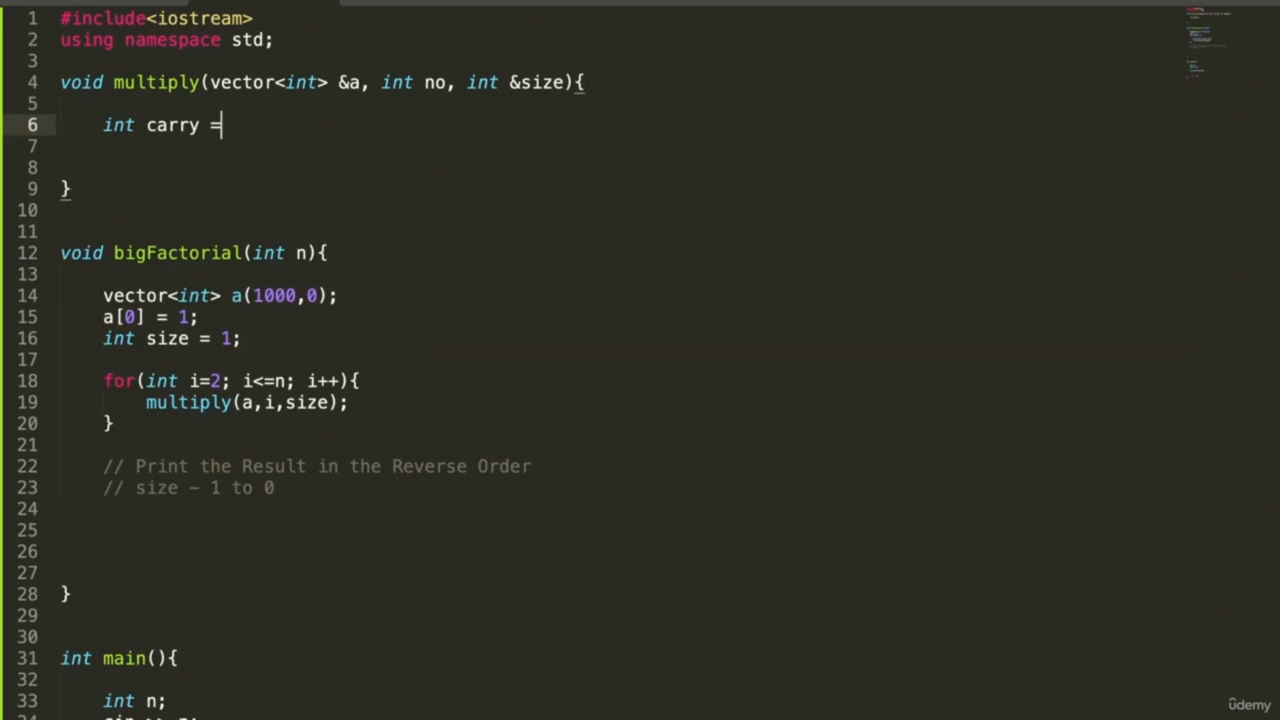 1 #include<iostream>
2 using namespace std;
3
4 void multiply(vector<int> &a, int no, int &size){
5
6     int carry =
7
8
9 }
10
11
12 void bigFactorial(int n){
13
14     vector<int> a(1000,0);
15     a[0] = 1;
16     int size = 1;
17
18     for(int i=2; i<=n; i++){
19         multiply(a,i,size);
20     }
21
22     // Print the Result in the Reverse Order
23     // size - 1 to 0
24
25
26
27
28 }
29
30
31 int main(){
32
33     int n;
34     cin >> n;
ûdemy